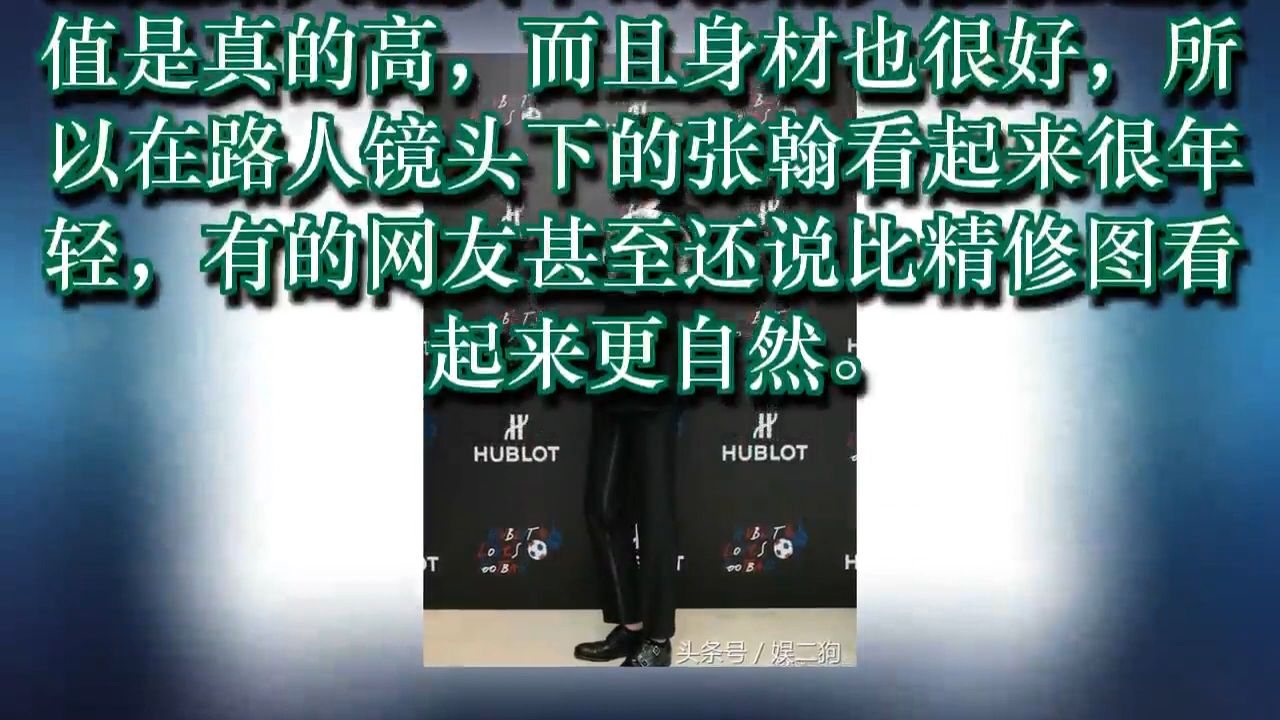 值是真的高，而且身材也很好，所
以在路人镜头下的张翰看起来很年
轻，有的网友甚至还说比精修图看
起来更自然。
HUBLOT
HUBLOT
头条号 / 娱二狗